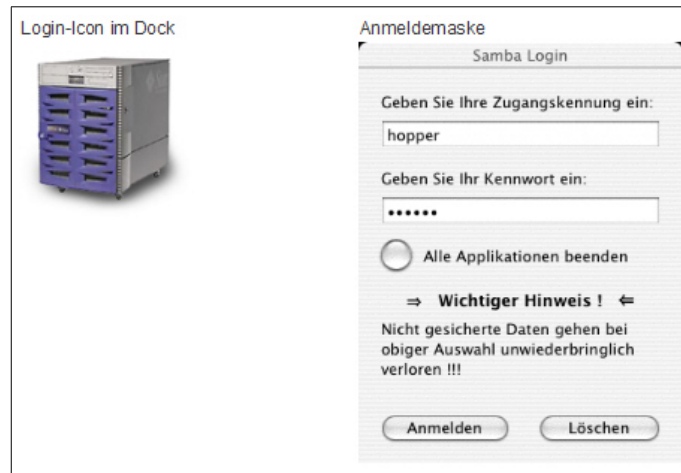 Login-Icon im Dock
Anmeldemaske
Samba Login
Geben Sie Ihre Zugangskennung ein:
hopper
Geben Sie Ihr Kennwort ein:
••••••
Alle Applikationen beenden
⇒ Wichtiger Hinweis ! ⇐
Nicht gesicherte Daten gehen bei
obiger Auswahl unwiederbringlich
verloren !!!
Anmelden
Löschen